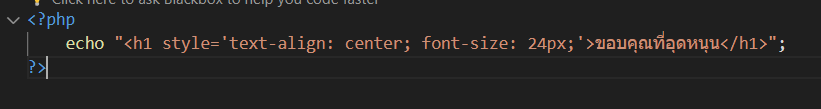 Click here to ask Blackbox to help you code faster
<?php
echo "<h1 style='text-align: center; font-size: 24px;'>ขอบคุณที่อุดหนุน</h1>";
?>